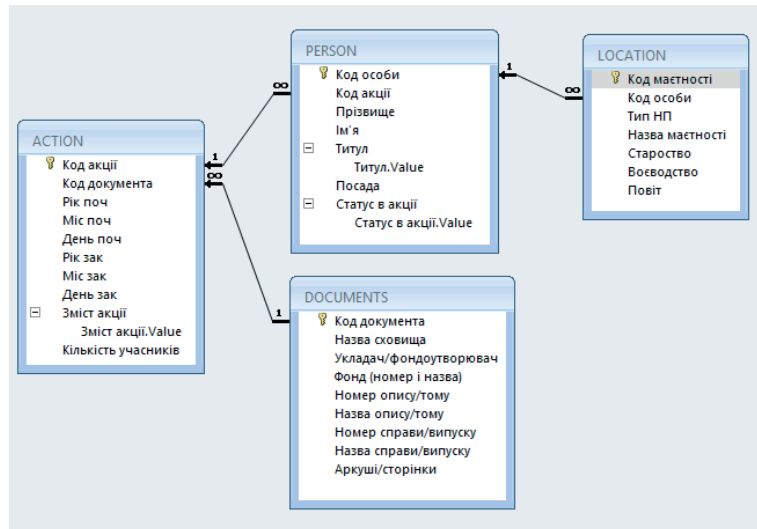 ACTION
Код акції
Код документа
Рік поч
Міс поч
День поч
Рік зак
Міс зак
День зак
Зміст акції
Зміст акції.Value
Кількість учасників
1
∞
PERSON
Код особи
Код акції
Прізвище
Ім'я
Титул
Титул.Value
Посада
Статус в акції
Статус в акції.Value
∞
1
LOCATION
Код маєтності
Код особи
Тип НП
Назва маєтності
Староство
Воєводство
Повіт
∞
DOCUMENTS
Код документа
Назва сховища
Укладач/фондоутворювач
Фонд (номер і назва)
Номер опису/тому
Назва опису/тому
Номер справи/випуску
Назва справи/випуску
Аркуші/сторінки
1